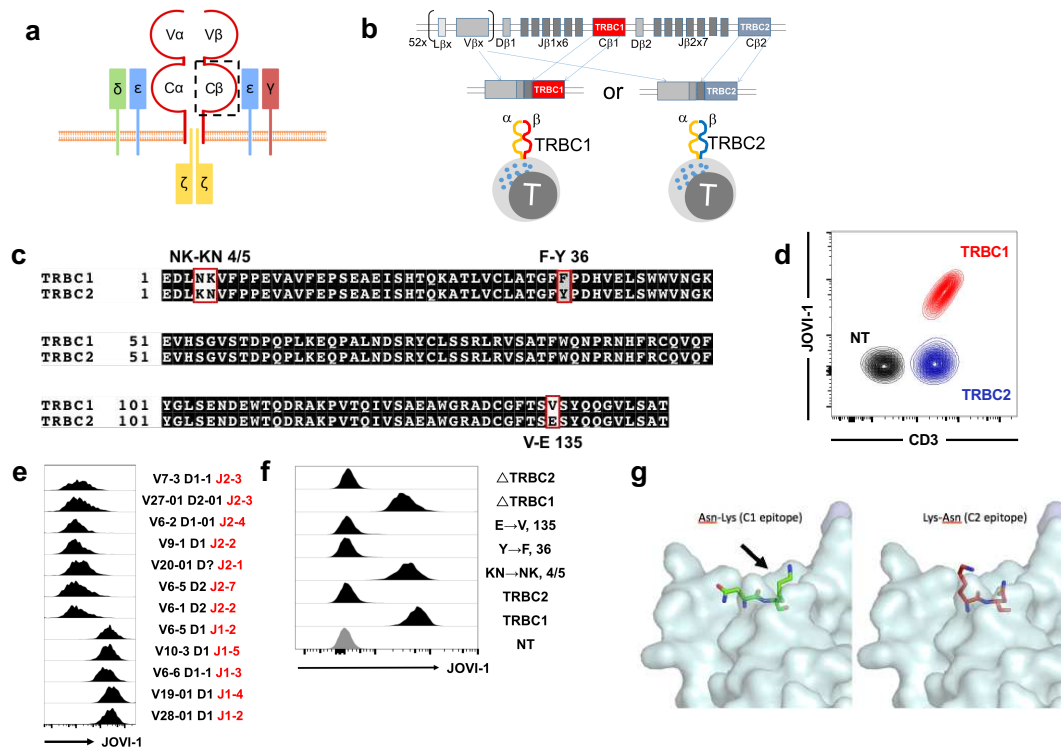 a
Vα
Vβ
Cα
Cβ
δ
ε
ε
γ
ζ
ζ
b
52x
Lβx
Vβx
Dβ1
Jβ1x6
TRBC1
Cβ1
Dβ2
Jβ2x7
TRBC2
Cβ2
TRBC1
or
TRBC2
α
β
TRBC1
T
α
β
TRBC2
T
c
NK-KN 4/5
F-Y 36
TRBC1 1 EDLNKVFPPEVAVFEPSEAEISHTQKATLVCLATGFFPDHVELSWWVNGK
TRBC2 1 EDLKNVFPPEVAVFEPSEAEISHTQKATLVCLATGFYPDHVELSWWVNGK
TRBC1 51 EVHSGVSTDPQPLKEQPALNDSRYCLSSRLRVSATFWQNPRNHFRCQVQF
TRBC2 51 EVHSGVSTDPQPLKEQPALNDSRYCLSSRLRVSATFWQNPRNHFRCQVQF
TRBC1 101 YGLSENDEWTQDRAKPVTQIVSAEAWGRADCGFTSVSYQQGVLSAT
TRBC2 101 YGLSENDEWTQDRAKPVTQIVSAEAWGRADCGFTSESYQQGVLSAT
V-E 135
d
JOVI-1
TRBC1
NT
TRBC2
CD3
e
V7-3 D1-1 J2-3
V27-01 D2-01 J2-3
V6-2 D1-01 J2-4
V9-1 D1 J2-2
V20-01 D? J2-1
V6-5 D2 J2-7
V6-1 D2 J2-2
V6-5 D1 J1-2
V10-3 D1 J1-5
V6-6 D1-1 J1-3
V19-01 D1 J1-4
V28-01 D1 J1-2
JOVI-1
f
△TRBC2
△TRBC1
E→V, 135
Y→F, 36
KN→NK, 4/5
TRBC2
TRBC1
NT
JOVI-1
g
Asn-Lys (C1 epitope)
Lys-Asn (C2 epitope)